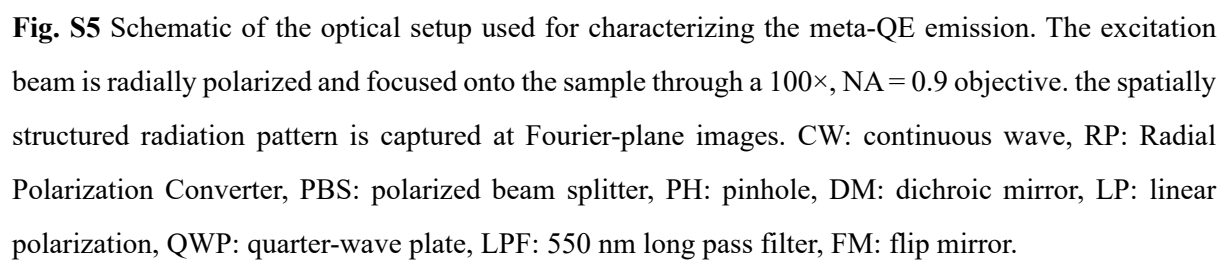 Fig. S5 Schematic of the optical setup used for characterizing the meta-QE emission. The excitation
beam is radially polarized and focused onto the sample through a 100×, NA = 0.9 objective. the spatially
structured radiation pattern is captured at Fourier-plane images. CW: continuous wave, RP: Radial
Polarization Converter, PBS: polarized beam splitter, PH: pinhole, DM: dichroic mirror, LP: linear
polarization, QWP: quarter-wave plate, LPF: 550 nm long pass filter, FM: flip mirror.